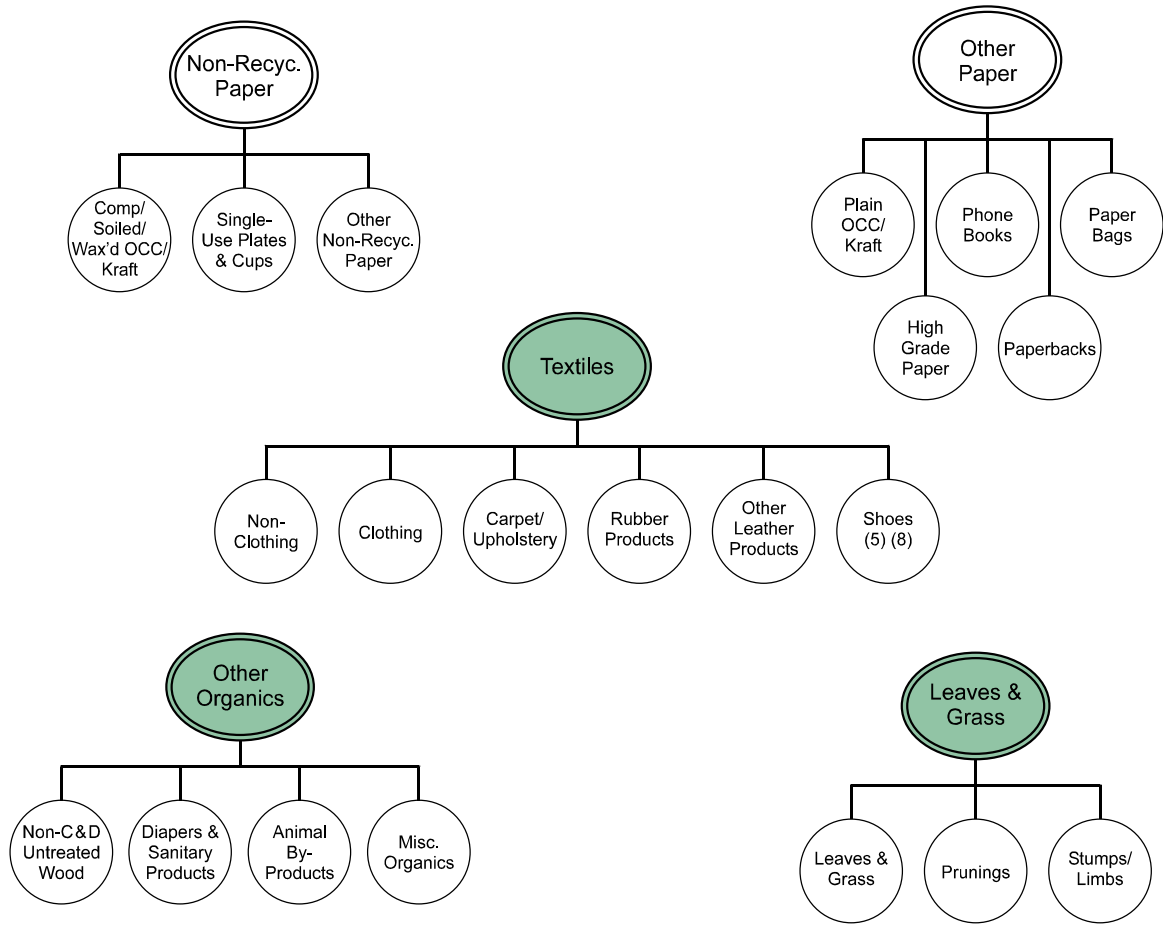 Non-Recyc.
Paper
Comp/
Soiled/
Wax'd OCC/
Kraft
Single-
Use Plates
& Cups
Other
Non-Recyc.
Paper
Other
Paper
Plain
OCC/
Kraft
Phone
Books
Paper
Bags
High
Grade
Paper
Paperbacks
Textiles
Non-
Clothing
Clothing
Carpet/
Upholstery
Rubber
Products
Other
Leather
Products
Shoes
(5) (8)
Other
Organics
Non-C&D
Untreated
Wood
Diapers &
Sanitary
Products
Animal
By-
Products
Misc.
Organics
Leaves &
Grass
Leaves &
Grass
Prunings
Stumps/
Limbs